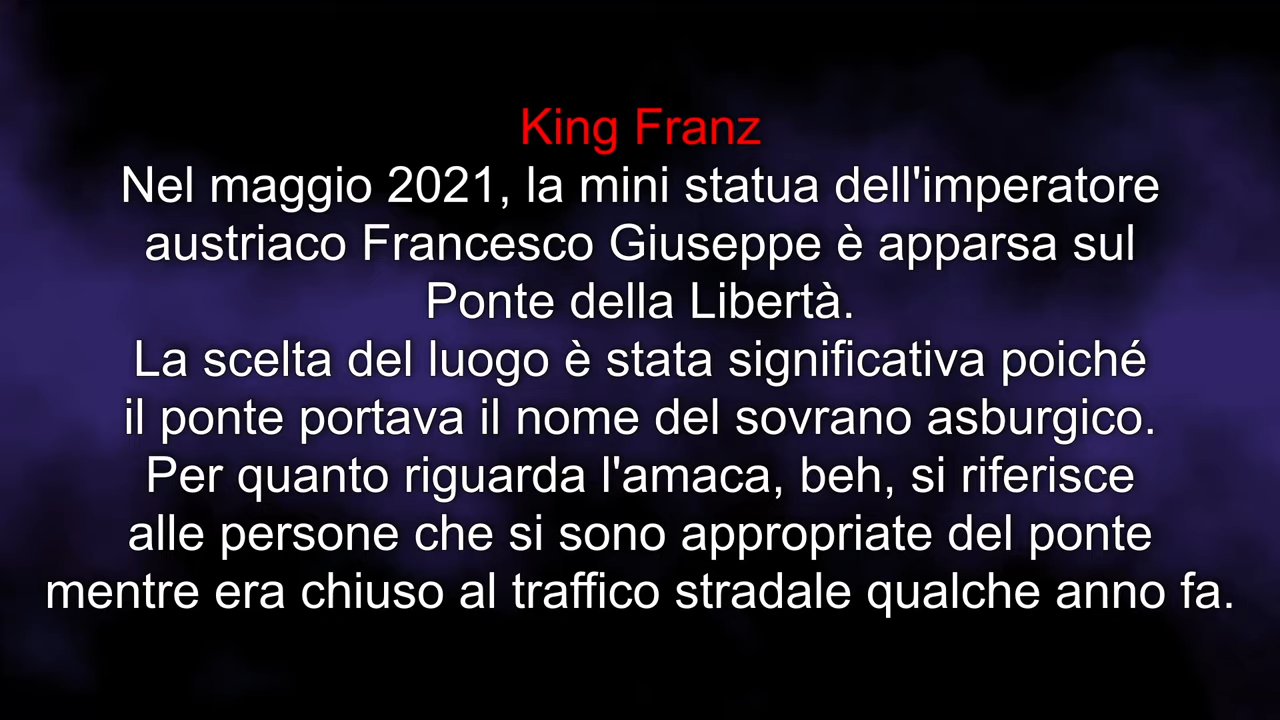 King Franz
Nel maggio 2021, la mini statua dell'imperatore
austriaco Francesco Giuseppe è apparsa sul
Ponte della Libertà.
La scelta del luogo è stata significativa poiché
il ponte portava il nome del sovrano asburgico.
Per quanto riguarda l'amaca, beh, si riferisce
alle persone che si sono appropriate del ponte
mentre era chiuso al traffico stradale qualche anno fa.